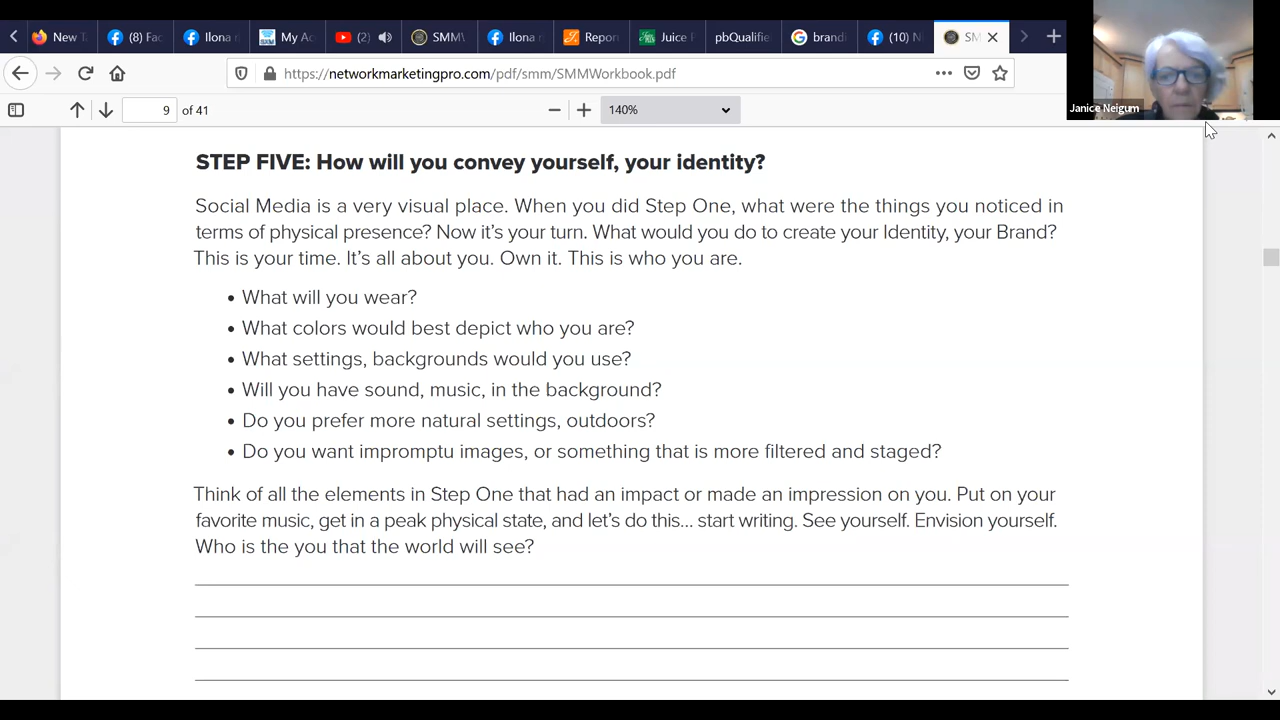 New T
(8) Fac
Ilona r
My Ac
(2)
SMMV
Ilona r
Repor
Juice F
pbQualifie
brandi
(10) N
SM
https://networkmarketingpro.com/pdf/smm/SMMWorkbook.pdf
9 of 41
140%
Janice Neigum
STEP FIVE: How will you convey yourself, your identity?
Social Media is a very visual place. When you did Step One, what were the things you noticed in
terms of physical presence? Now it’s your turn. What would you do to create your Identity, your Brand?
This is your time. It’s all about you. Own it. This is who you are.
• What will you wear?
• What colors would best depict who you are?
• What settings, backgrounds would you use?
• Will you have sound, music, in the background?
• Do you prefer more natural settings, outdoors?
• Do you want impromptu images, or something that is more filtered and staged?
Think of all the elements in Step One that had an impact or made an impression on you. Put on your
favorite music, get in a peak physical state, and let’s do this... start writing. See yourself. Envision yourself.
Who is the you that the world will see?